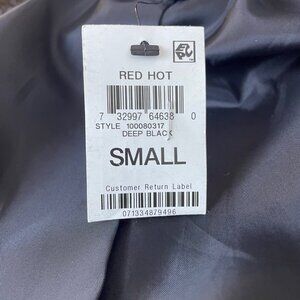 RED HOT
7 32997 64638 0
STYLE 100080317
DEEP BLACK
SMALL
Customer Return Label
071334879496